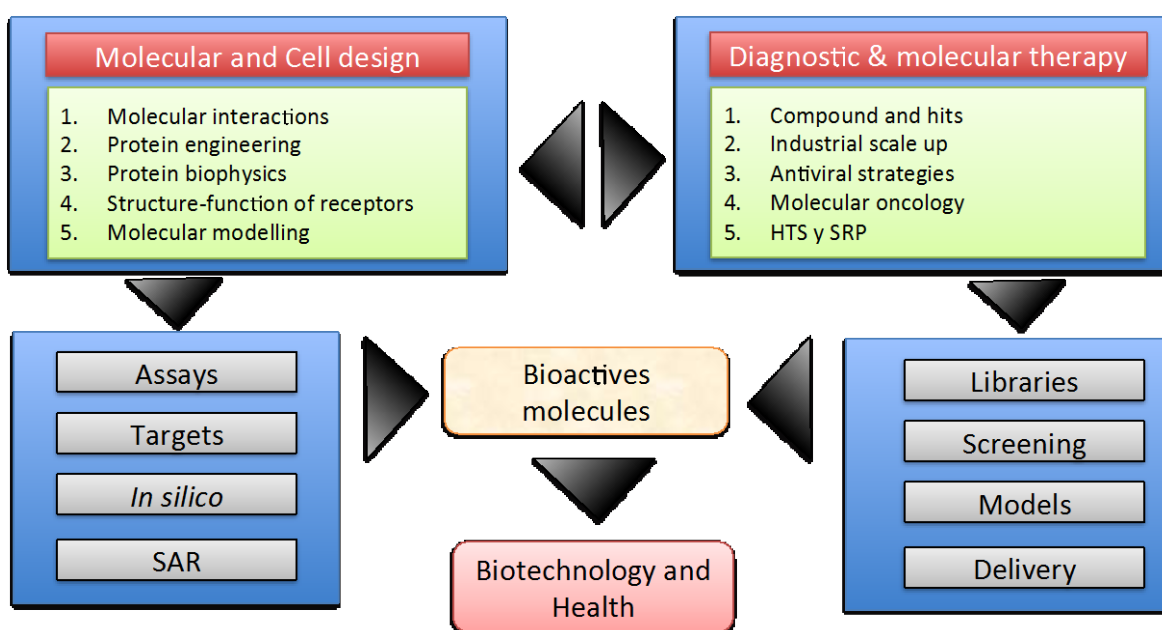 Molecular and Cell design
1. Molecular interactions
2. Protein engineering
3. Protein biophysics
4. Structure-function of receptors
5. Molecular modelling
Diagnostic & molecular therapy
1. Compound and hits
2. Industrial scale up
3. Antiviral strategies
4. Molecular oncology
5. HTS y SRP
Assays
Targets
In silico
SAR
Bioactives
molecules
Biotechnology and
Health
Libraries
Screening
Models
Delivery